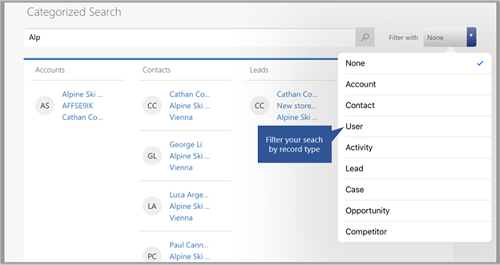 Categorized Search
Alp
Filter with
None
Accounts
AS
Alpine Ski ...
AFFSE9IK
Cathan Co...
Contacts
CC
Cathan Co...
Alpine Ski ...
Vienna
GL
George Li
Alpine Ski ...
Vienna
LA
Luca Arge...
Alpine Ski ...
Vienna
PC
Paul Cann...
Alpine Ski ...
Leads
CC
Cathan Co...
New store...
Alpine Ski ...
Filter your seach
by record type
None
Account
Contact
User
Activity
Lead
Case
Opportunity
Competitor